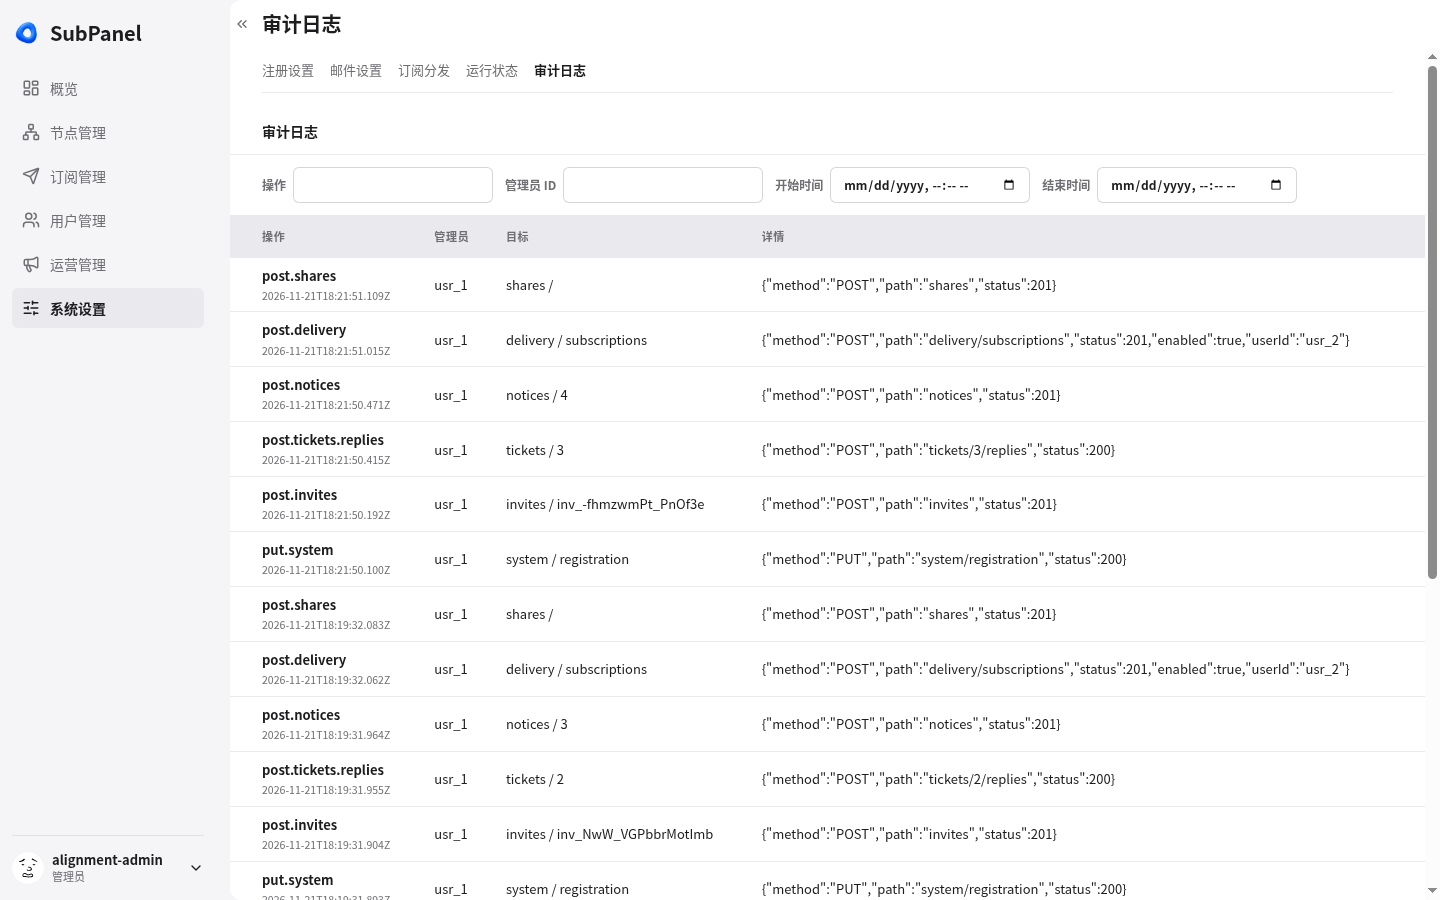 SubPanel
概览
节点管理
订阅管理
用户管理
运营管理
系统设置
alignment-admin
管理员
审计日志
注册设置 邮件设置 订阅分发 运行状态 审计日志
审计日志
操作 管理员 ID 开始时间 mm/dd/yyyy, --:-- -- 结束时间 mm/dd/yyyy, --:-- --
操作 管理员 目标 详情
post.shares
2026-11-21T18:21:51.109Z
usr_1 shares / {"method":"POST","path":"shares","status":201}
post.delivery
2026-11-21T18:21:51.015Z
usr_1 delivery / subscriptions {"method":"POST","path":"delivery/subscriptions","status":201,"enabled":true,"userId":"usr_2"}
post.notices
2026-11-21T18:21:50.471Z
usr_1 notices / 4 {"method":"POST","path":"notices","status":201}
post.tickets.replies
2026-11-21T18:21:50.415Z
usr_1 tickets / 3 {"method":"POST","path":"tickets/3/replies","status":200}
post.invites
2026-11-21T18:21:50.192Z
usr_1 invites / inv_-fhmzwmPt_PnOf3e {"method":"POST","path":"invites","status":201}
put.system
2026-11-21T18:21:50.100Z
usr_1 system / registration {"method":"PUT","path":"system/registration","status":200}
post.shares
2026-11-21T18:19:32.083Z
usr_1 shares / {"method":"POST","path":"shares","status":201}
post.delivery
2026-11-21T18:19:32.062Z
usr_1 delivery / subscriptions {"method":"POST","path":"delivery/subscriptions","status":201,"enabled":true,"userId":"usr_2"}
post.notices
2026-11-21T18:19:31.964Z
usr_1 notices / 3 {"method":"POST","path":"notices","status":201}
post.tickets.replies
2026-11-21T18:19:31.955Z
usr_1 tickets / 2 {"method":"POST","path":"tickets/2/replies","status":200}
post.invites
2026-11-21T18:19:31.904Z
usr_1 invites / inv_NwW_VGPbbrMotImb {"method":"POST","path":"invites","status":201}
put.system
usr_1 system / registration {"method":"PUT","path":"system/registration","status":200}